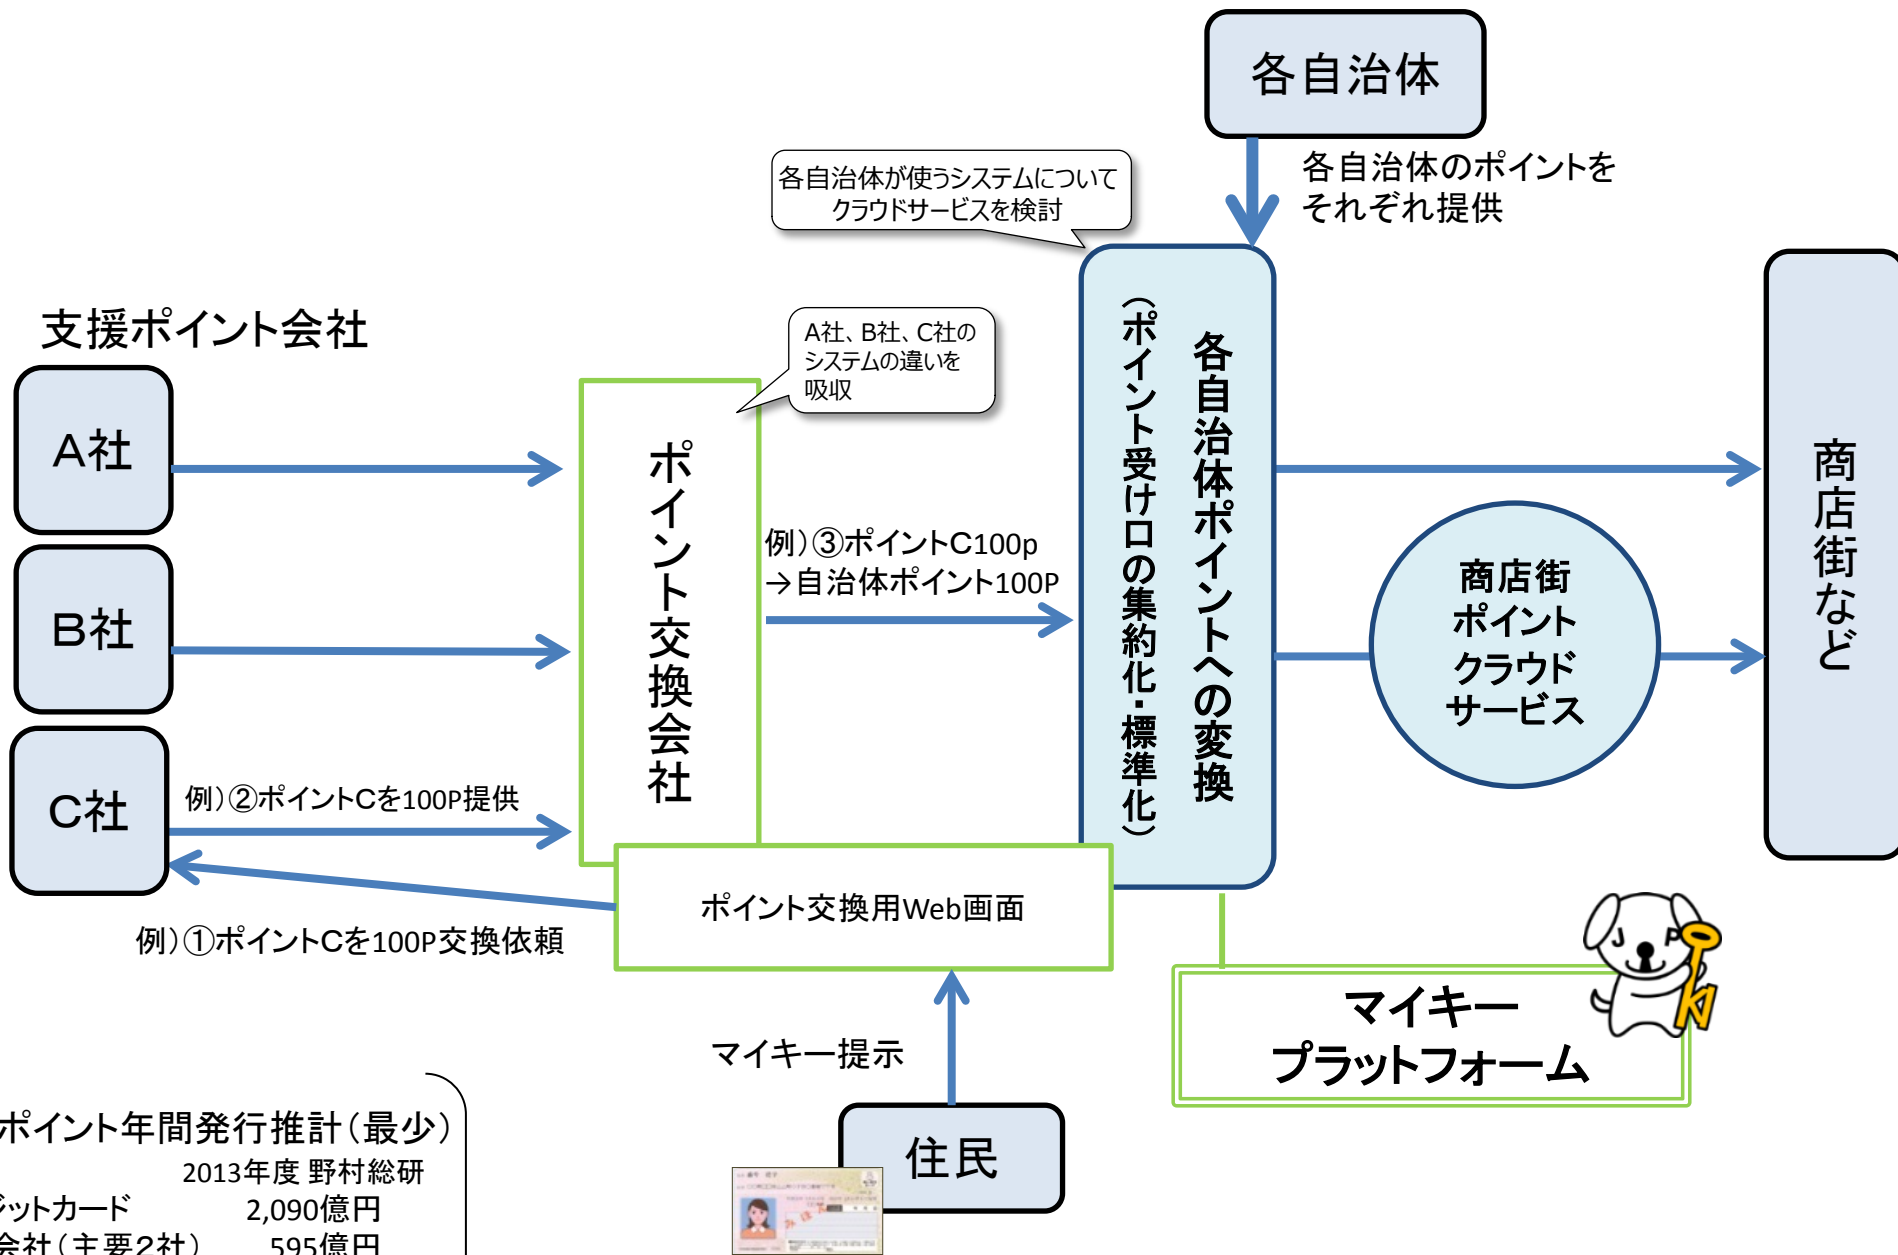 各自治体
各自治体のポイントを
それぞれ提供
各自治体が使うシステムについて
クラウドサービスを検討
支援ポイント会社
A社、B社、C社の
システムの違いを
吸収
A社
B社
C社
ポイント交換会社
例）③ポイントC100p
→自治体ポイント100P
各自治体ポイントへの変換
（ポイント受け口の集約化・標準化）
商店街
ポイント
クラウド
サービス
商店街など
例）②ポイントCを100P提供
例）①ポイントCを100P交換依頼
ポイント交換用Web画面
マイキー提示
住民
マイキー
プラットフォーム
J P
ポイント年間発行推計（最少）
2013年度 野村総研
ジットカード 2,090億円
会社（主要2社） 595億円